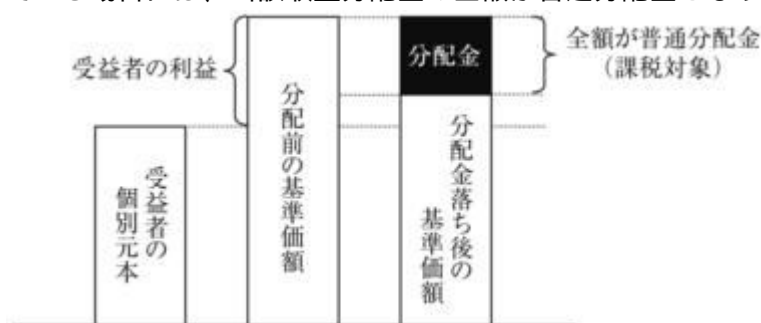 受益者の利益
分配金
全額が普通分配金
(課税対象)
受益者の
個別元本
分配前の基準価額
分配金落ち後の
基準価額